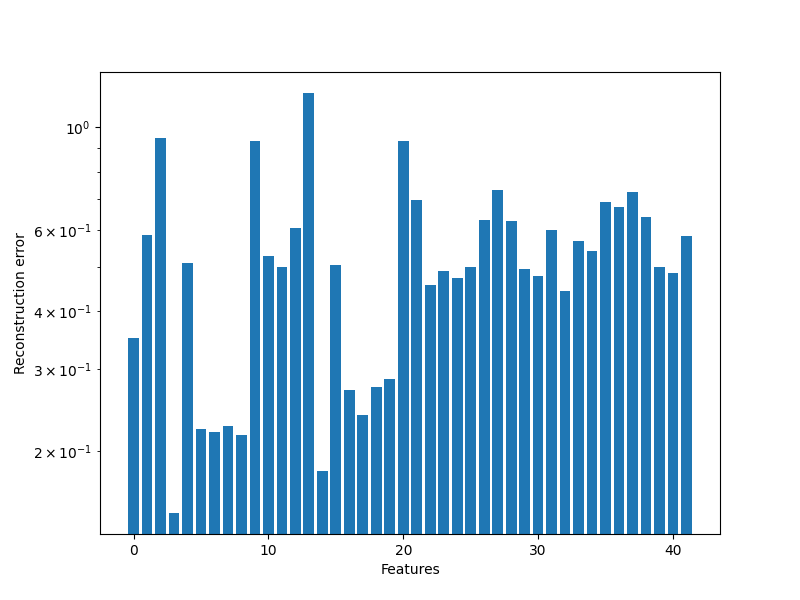 10⁰
6 × 10⁻¹
4 × 10⁻¹
3 × 10⁻¹
2 × 10⁻¹
Reconstruction error
0 10 20 30 40
Features